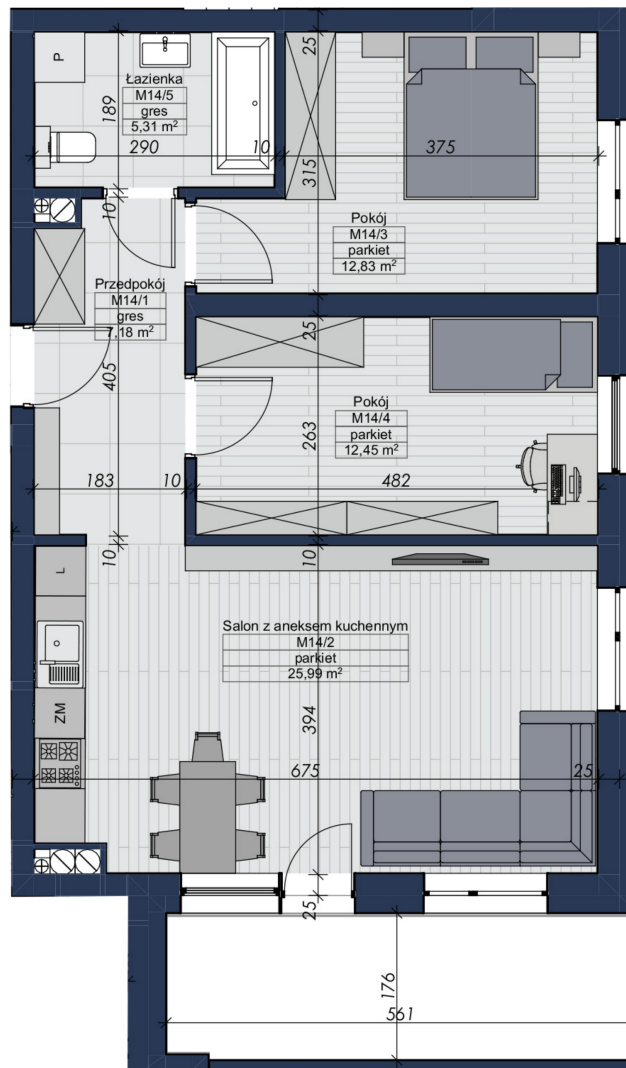 25
P
Łazienka
M14/5
gres
5,31 m²
189
290
10
315
375
10
Pokój
M14/3
parkiet
12,83 m²
Przedpokój
M14/1
gres
7,18 m²
25
405
Pokój
M14/4
parkiet
12,45 m²
263
183
10
482
10
10
L
Salon z aneksem kuchennym
M14/2
parkiet
25,99 m²
ZM
394
675
25
25
176
561